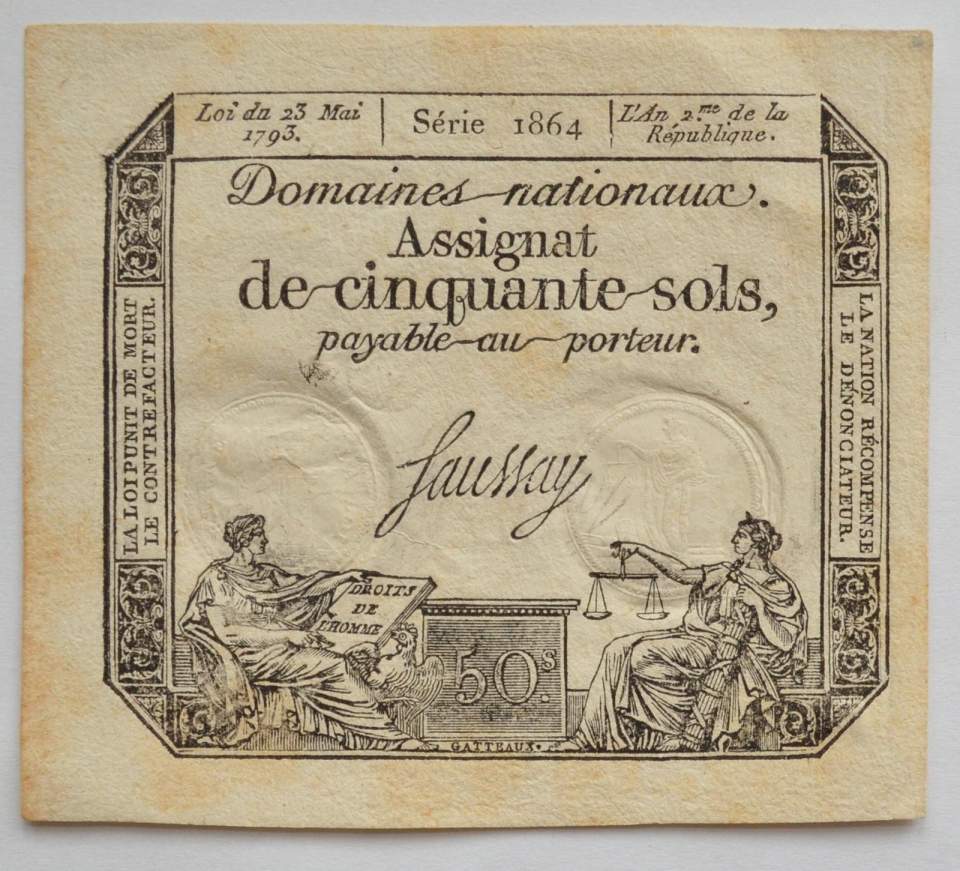 Loi du 23 Mai
1793.
Série 1864
L'An 2.me de la
République.
Domaines nationaux.
Assignat
de cinquante sols,
payable au porteur.
LA LOI PUNIT DE MORT
LE CONTREFACTEUR.
LA NATION RÉCOMPENSE
LE DÉNONCIATEUR.
Saussay
DROITS
DE
L'HOMME
50.s
GATTEAUX.